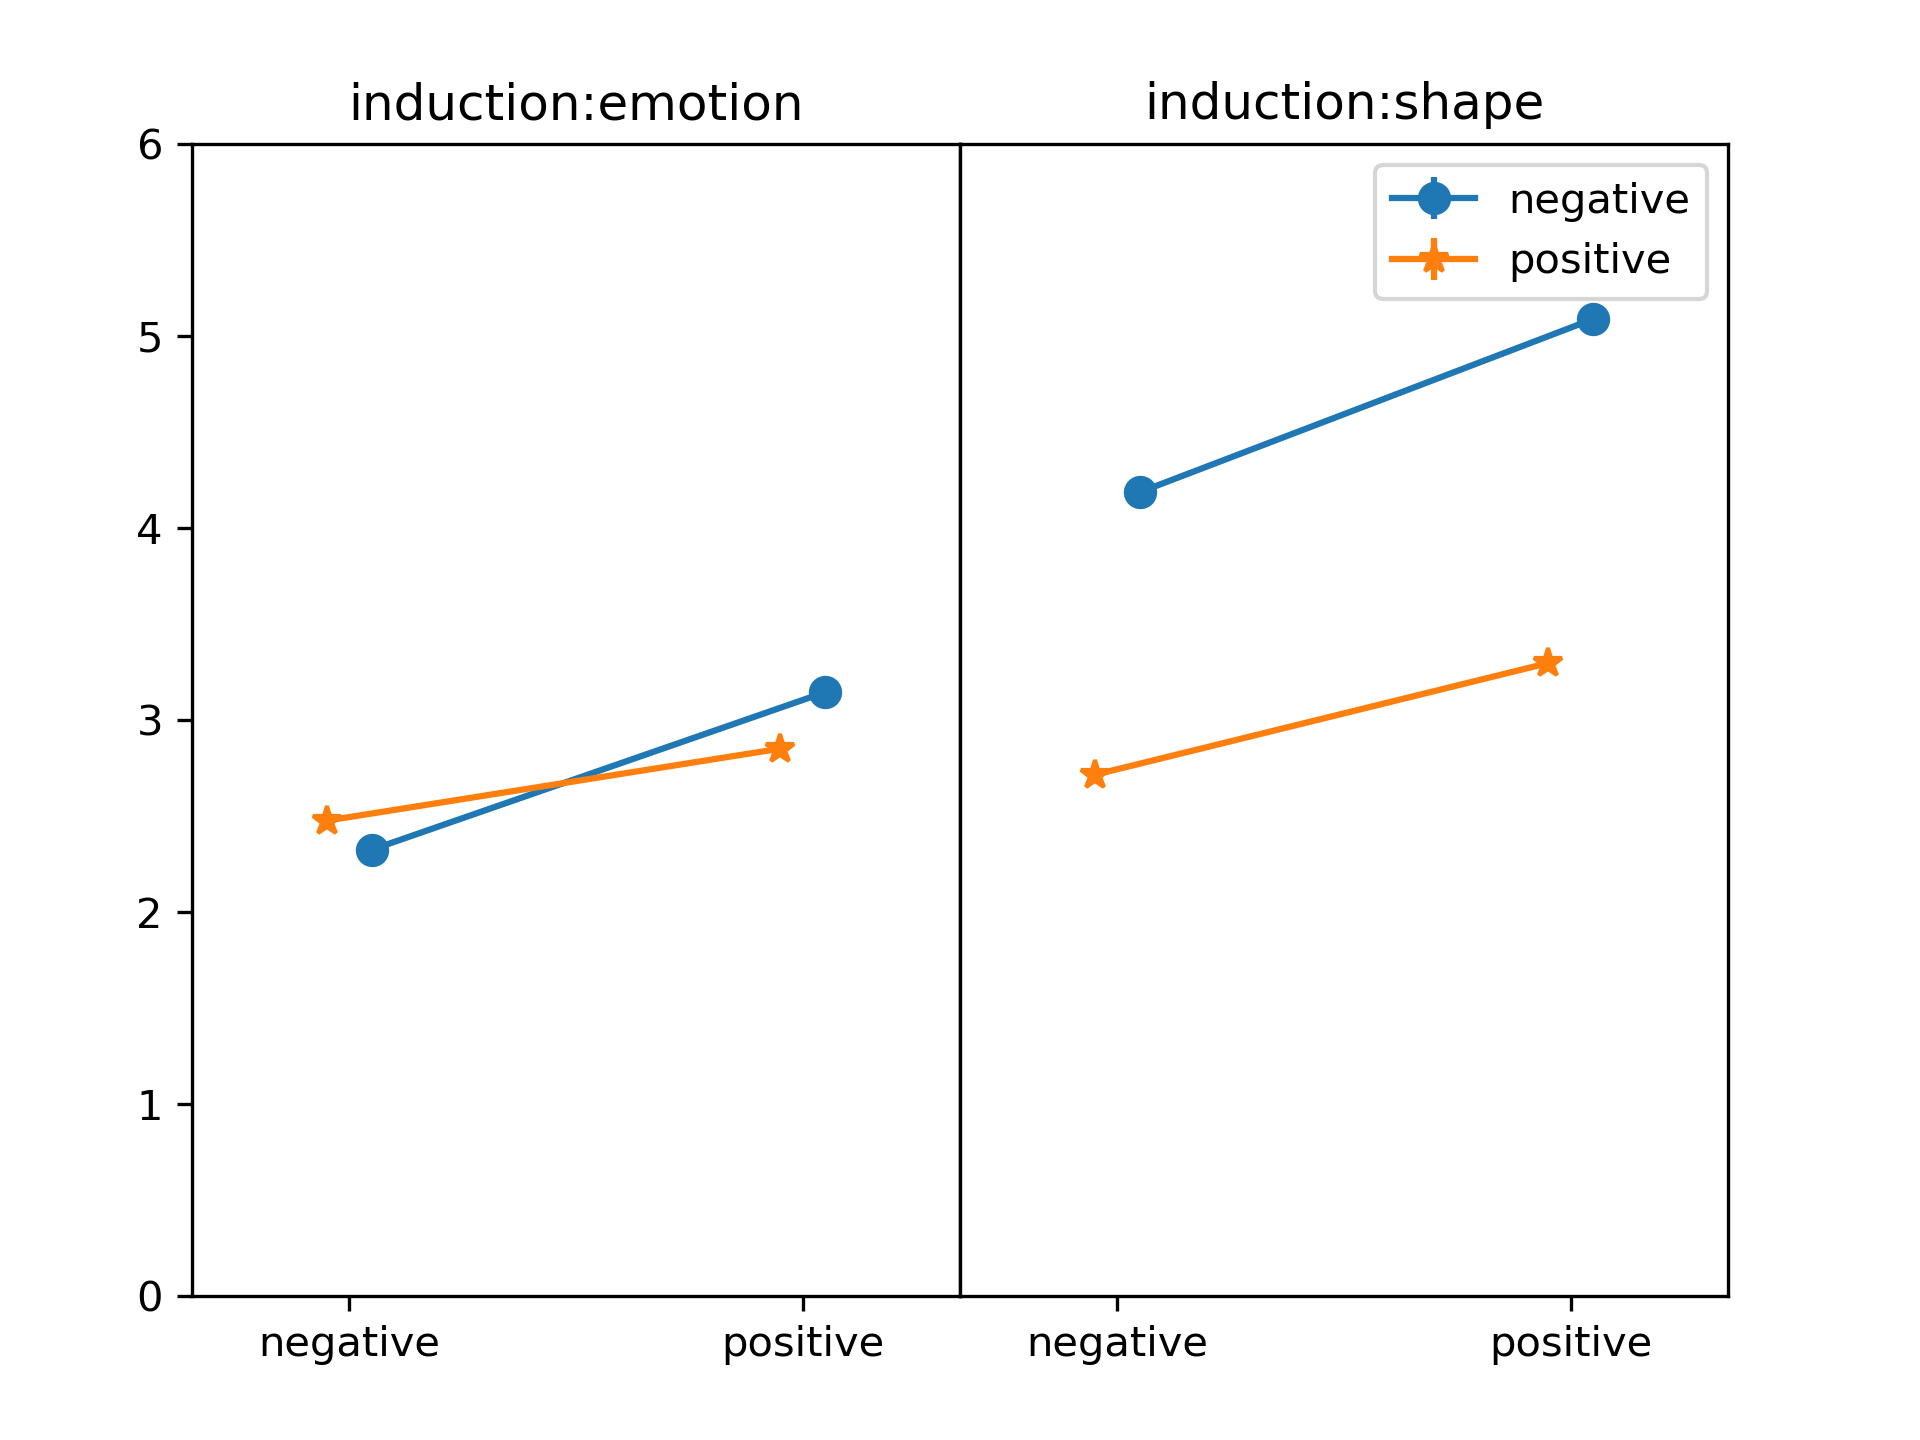 induction:emotion
induction:shape
negative
positive
6
5
4
3
2
1
0
negative
positive
negative
positive